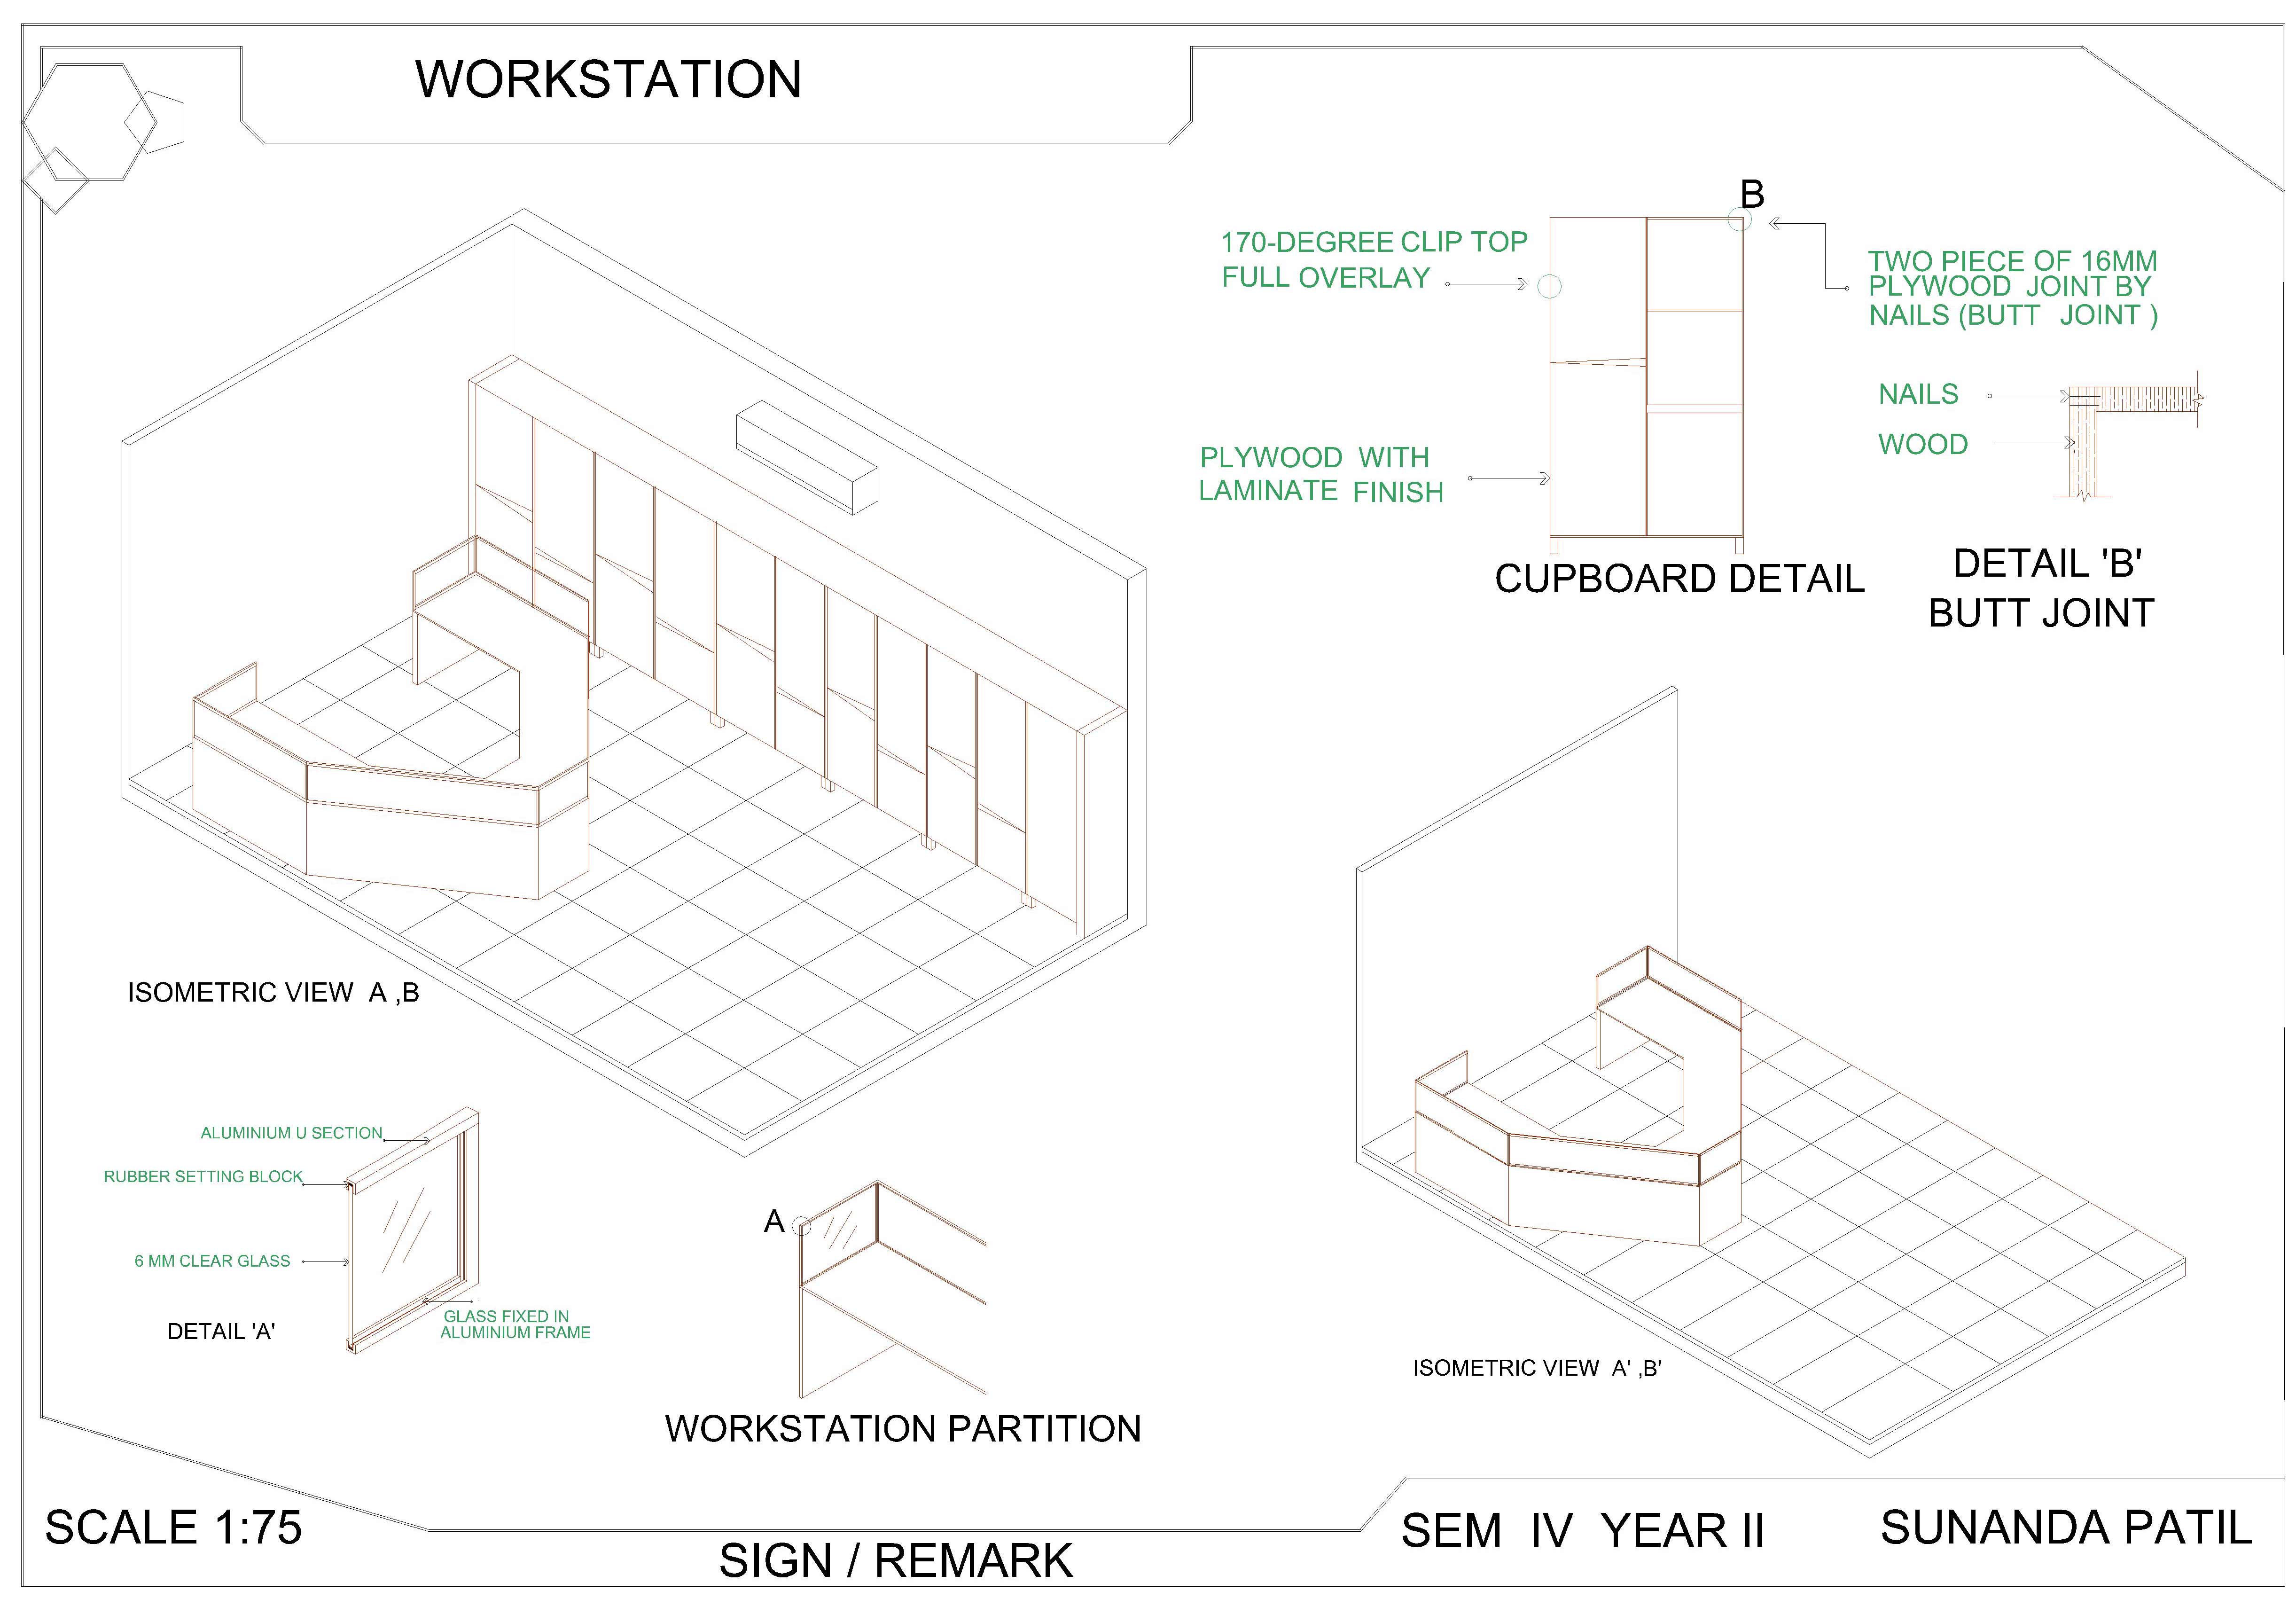 WORKSTATION
B
170-DEGREE CLIP TOP
FULL OVERLAY
TWO PIECE OF 16MM
PLYWOOD JOINT BY
NAILS (BUTT JOINT )
NAILS
WOOD
PLYWOOD WITH
LAMINATE FINISH
CUPBOARD DETAIL
DETAIL 'B'
BUTT JOINT
ISOMETRIC VIEW A ,B
ALUMINIUM U SECTION
RUBBER SETTING BLOCK
6 MM CLEAR GLASS
GLASS FIXED IN
ALUMINIUM FRAME
DETAIL 'A'
A
WORKSTATION PARTITION
ISOMETRIC VIEW A' ,B'
SCALE 1:75
SIGN / REMARK
SEM IV YEAR II
SUNANDA PATIL